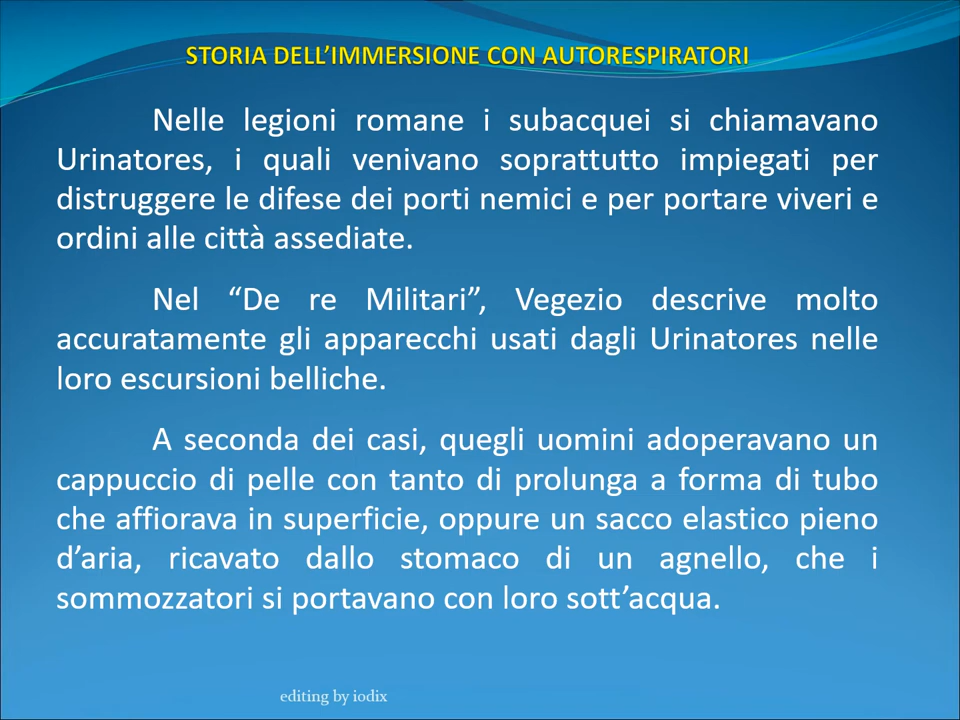 STORIA DELL’IMMERSIONE CON AUTORESPIRATORI
Nelle legioni romane i subacquei si chiamavano
Urinatores, i quali venivano soprattutto impiegati per
distruggere le difese dei porti nemici e per portare viveri e
ordini alle città assediate.
Nel “De re Militari”, Vegezio descrive molto
accuratamente gli apparecchi usati dagli Urinatores nelle
loro escursioni belliche.
A seconda dei casi, quegli uomini adoperavano un
cappuccio di pelle con tanto di prolunga a forma di tubo
che affiorava in superficie, oppure un sacco elastico pieno
d’aria, ricavato dallo stomaco di un agnello, che i
sommozzatori si portavano con loro sott’acqua.
editing by iodix